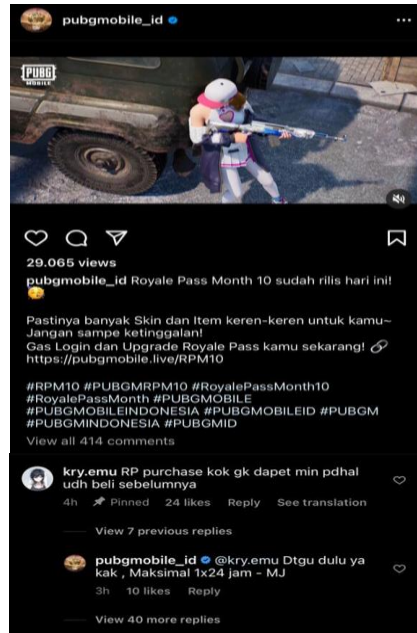 pubgmobile_id
PUBG
MOBILE
29.065 views
pubgmobile_id Royale Pass Month 10 sudah rilis hari ini!
Pastinya banyak Skin dan Item keren-keren untuk kamu~
Jangan sampe ketinggalan!
Gas Login dan Upgrade Royale Pass kamu sekarang!
https://pubgmobile.live/RPM10
#RPM10 #PUBGMRPM10 #RoyalePassMonth10
#RoyalePassMonth #PUBGMOBILE
#PUBGMOBILEINDONESIA #PUBGMOBILEID #PUBGM
#PUBGMINDONESIA #PUBGMID
View all 414 comments
kry.emu RP purchase kok gk dapet min pdhal
udh beli sebelumnya
4h Pinned 24 likes Reply See translation
View 7 previous replies
pubgmobile_id @kry.emu Dtgu dulu ya
kak , Maksimal 1x24 jam - MJ
3h 10 likes Reply
View 40 more replies